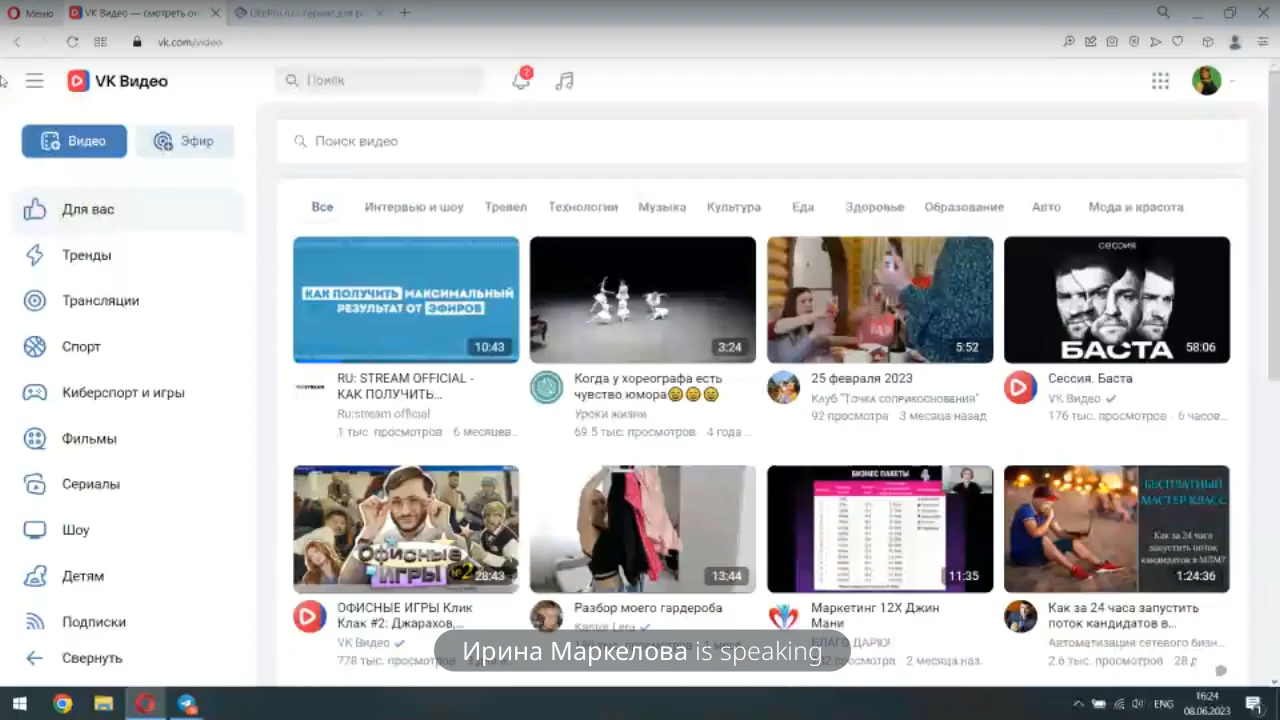 Меню
VK Видео — смотреть он
vk.com/video
VK Видео
Поиск
2
Видео
Эфир
Поиск видео
Для вас
Тренды
Трансляции
Спорт
Киберспорт и игры
Фильмы
Сериалы
Шоу
Детям
Подписки
Свернуть
Все Интервью и шоу Тревел Технологии Музыка Культура Еда Здоровье Образование Авто Мода и красота
КАК ПОЛУЧИТЬ МАКСИМАЛЬНЫЙ
РЕЗУЛЬТАТ ОТ ЭФИРОВ
10:43
RU: STREAM OFFICIAL -
КАК ПОЛУЧИТЬ...
Ru:stream official
1 тыс. просмотров 6 месяцев...
3:24
Когда у хореографа есть
чувство юмора😄😄😄
Уроки жизни
69.5 тыс. просмотров 4 года ...
5:52
25 февраля 2023
Клуб "Точка соприкосновения"
92 просмотра 3 месяца назад
сессия
БАСТА
58:06
Сессия. Баста
VK Видео
176 тыс. просмотров 6 часов...
ОФИСНЫЕ
ИГРЫ
28:43
ОФИСНЫЕ ИГРЫ Клик
Клак #2: Джарахов,...
VK Видео
778 тыс. просмотров
13:44
Разбор моего гардероба
БИЗНЕС ПАКЕТЫ
11:35
Маркетинг 12Х Джин
Мани
БЛАГО ДАРЮ!
просмотра 2 месяца наз.
БЕСПЛАТНЫЙ
МАСТЕР КЛАСС
Как за 24 часа
запустить поток
кандидатов в МЛМ?
1:24:36
Как за 24 часа запустить
поток кандидатов в...
Автоматизация сетевого бизн...
2.6 тыс. просмотров 28 д
Ирина Маркелова is speaking
ENG
16:24
08.06.2023
1